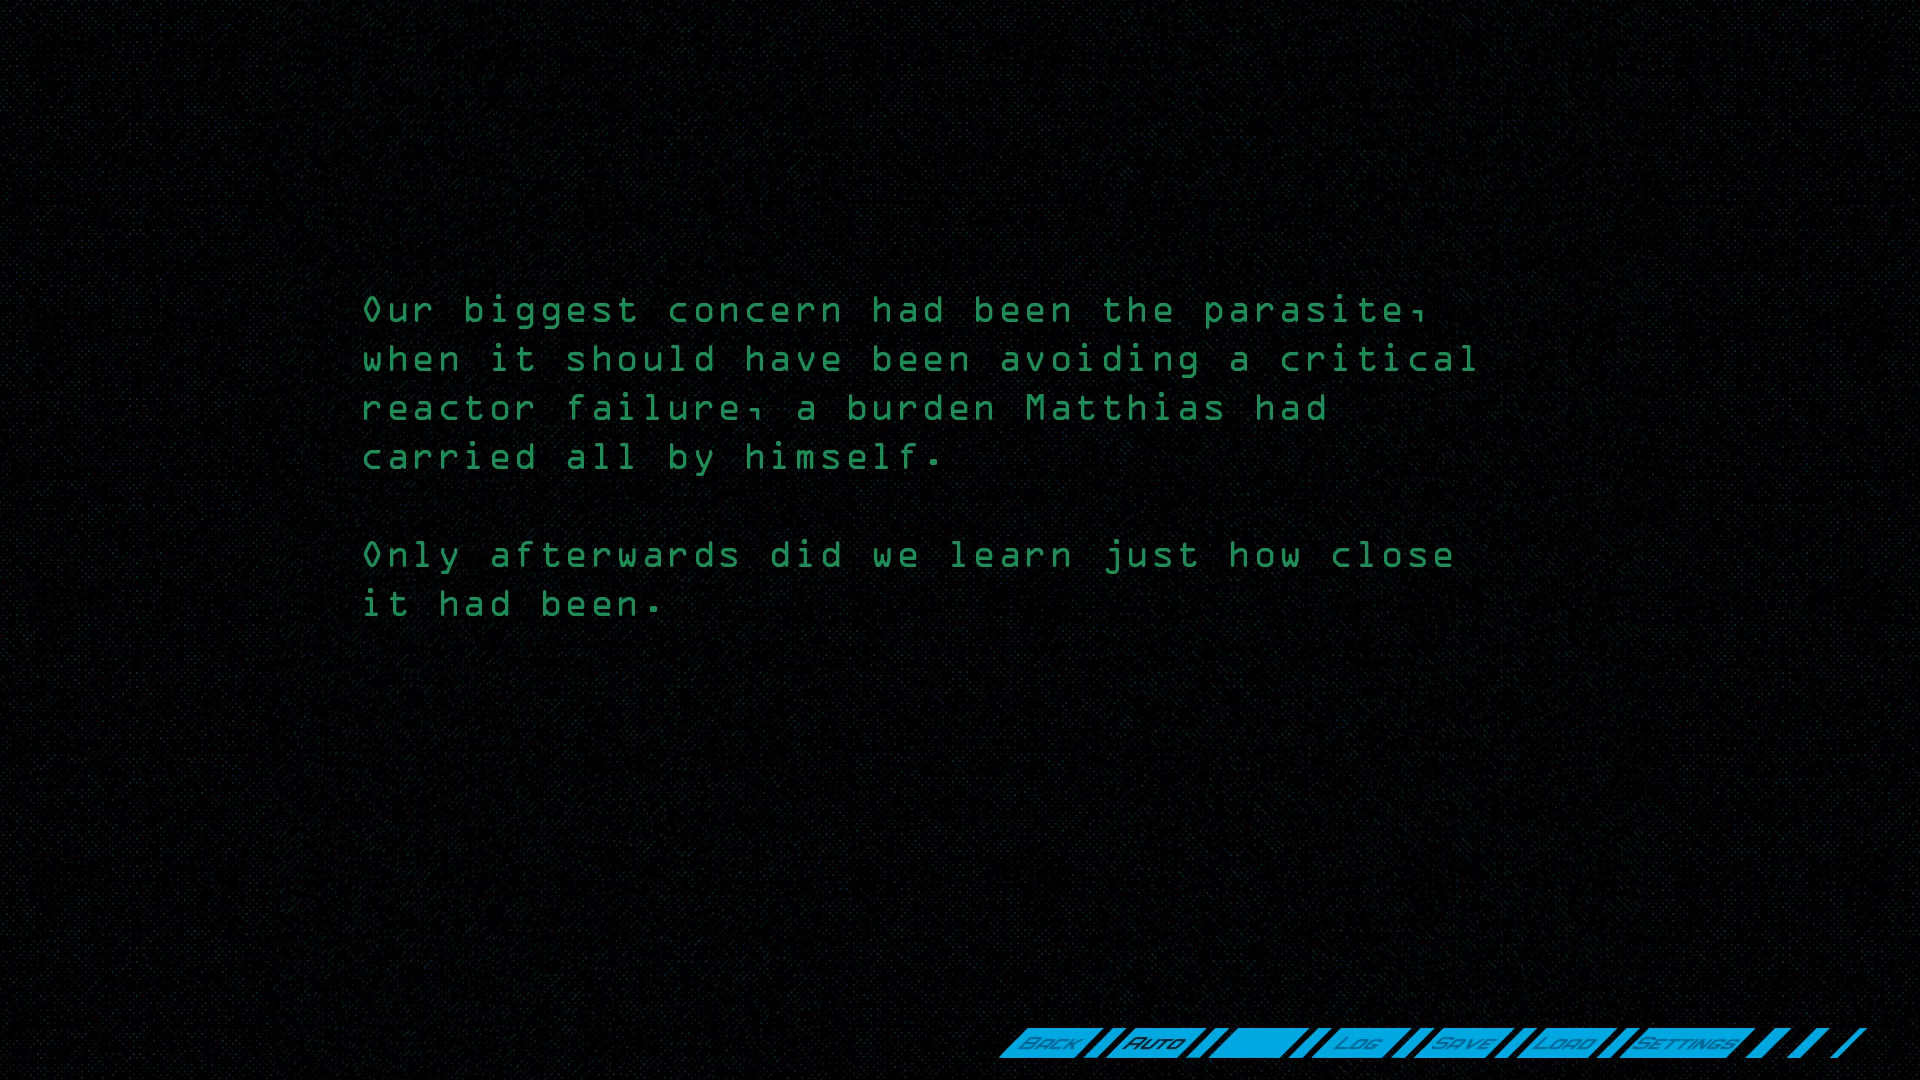 Our biggest concern had been the parasite,
when it should have been avoiding a critical
reactor failure, a burden Matthias had
carried all by himself.
Only afterwards did we learn just how close
it had been.
Back Auto Log Save Load Settings